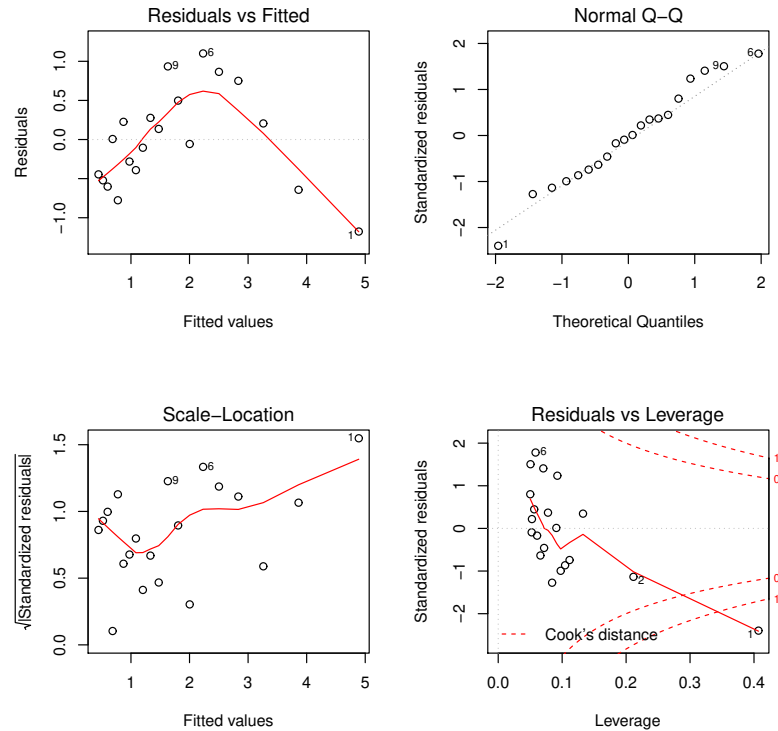 Residuals vs Fitted
Residuals
1.0
0.5
0.0
−1.0
9
6
1
1 2 3 4 5
Fitted values
Normal Q−Q
Standardized residuals
2
1
0
−1
−2
9
6
1
−2 −1 0 1 2
Theoretical Quantiles
Scale−Location
√|Standardized residuals|
1.5
1.0
0.5
0.0
9
6
1
1 2 3 4 5
Fitted values
Residuals vs Leverage
Standardized residuals
2
1
0
−1
−2
6
2
1
1
0
0
1
Cook's distance
0.0 0.1 0.2 0.3 0.4
Leverage